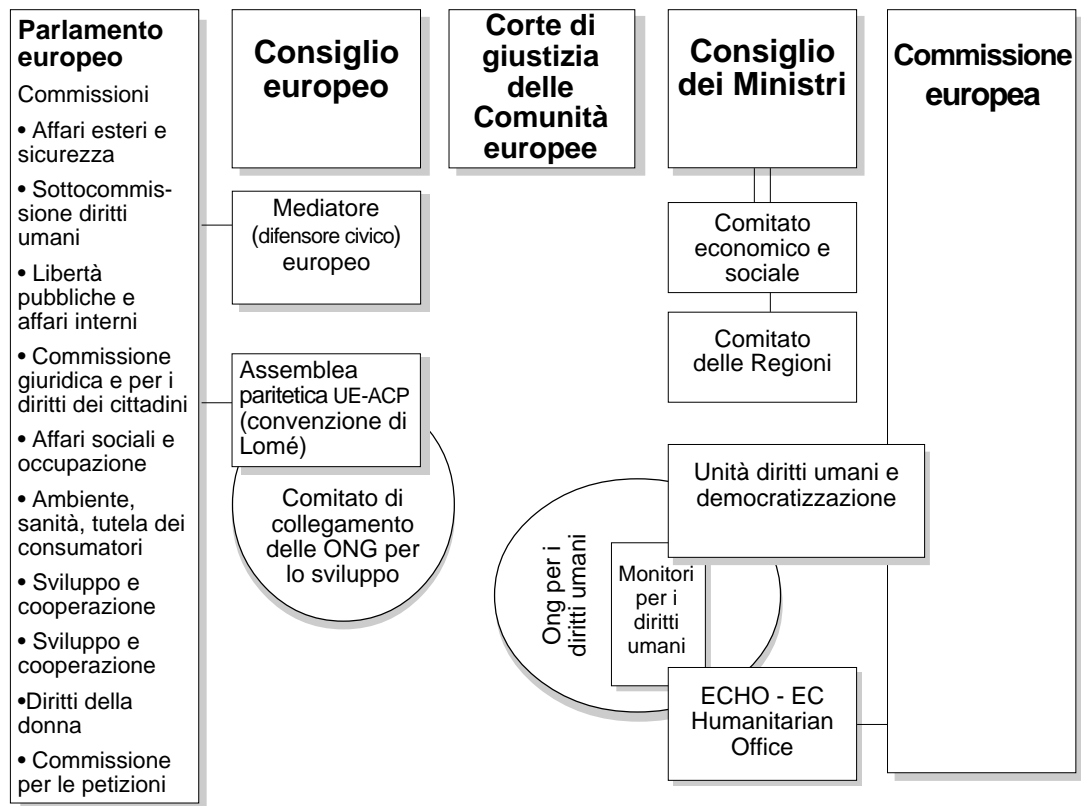 Parlamento
europeo
Commissioni
• Affari esteri e
sicurezza
• Sottocommis-
sione diritti
umani
• Libertà
pubbliche e
affari interni
• Commissione
giuridica e per i
diritti dei cittadini
• Affari sociali e
occupazione
• Ambiente,
sanità, tutela dei
consumatori
• Sviluppo e
cooperazione
• Sviluppo e
cooperazione
•Diritti della
donna
• Commissione
per le petizioni
Consiglio
europeo
Mediatore
(difensore civico)
europeo
Assemblea
paritetica UE-ACP
(convenzione di
Lomé)
Comitato di
collegamento
delle ONG per
lo sviluppo
Corte di
giustizia
delle
Comunità
europee
Consiglio
dei Ministri
Comitato
economico e
sociale
Comitato
delle Regioni
Unità diritti umani e
democratizzazione
Ong per i
diritti umani
Monitori
per i
diritti
umani
ECHO - EC
Humanitarian
Office
Commissione
europea